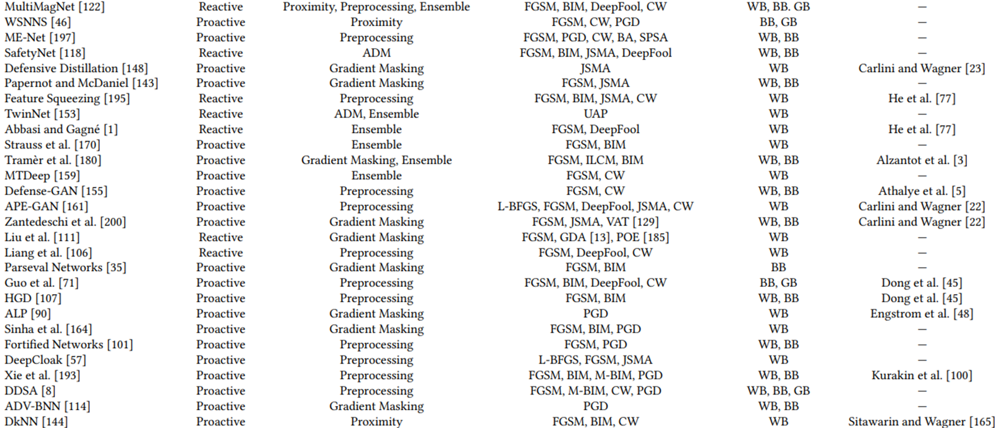 MultiMagNet [122] Reactive Proximity, Preprocessing, Ensemble FGSM, BIM, DeepFool, CW WB, BB. GB —
WSNNS [46] Proactive Proximity FGSM, CW, PGD BB, GB —
ME-Net [197] Proactive Preprocessing FGSM, PGD, CW, BA, SPSA WB, BB —
SafetyNet [118] Reactive ADM FGSM, BIM, JSMA, DeepFool WB, BB —
Defensive Distillation [148] Proactive Gradient Masking JSMA WB Carlini and Wagner [23]
Papernot and McDaniel [143] Proactive Gradient Masking FGSM, JSMA WB, BB —
Feature Squeezing [195] Reactive Preprocessing FGSM, BIM, JSMA, CW WB He et al. [77]
TwinNet [153] Reactive ADM, Ensemble UAP WB —
Abbasi and Gagné [1] Reactive Ensemble FGSM, DeepFool WB He et al. [77]
Strauss et al. [170] Proactive Ensemble FGSM, BIM WB —
Tramèr et al. [180] Proactive Gradient Masking, Ensemble FGSM, ILCM, BIM WB, BB Alzantot et al. [3]
MTDeep [159] Proactive Ensemble FGSM, CW WB —
Defense-GAN [155] Proactive Preprocessing FGSM, CW WB, BB Athalye et al. [5]
APE-GAN [161] Proactive Preprocessing L-BFGS, FGSM, DeepFool, JSMA, CW WB Carlini and Wagner [22]
Zantedeschi et al. [200] Proactive Gradient Masking FGSM, JSMA, VAT [129] WB, BB Carlini and Wagner [22]
Liu et al. [111] Reactive Gradient Masking FGSM, GDA [13], POE [185] WB —
Liang et al. [106] Reactive Preprocessing FGSM, DeepFool, CW WB —
Parseval Networks [35] Proactive Gradient Masking FGSM, BIM BB —
Guo et al. [71] Proactive Preprocessing FGSM, BIM, DeepFool, CW BB, GB Dong et al. [45]
HGD [107] Proactive Preprocessing FGSM, BIM WB, BB Dong et al. [45]
ALP [90] Proactive Gradient Masking PGD WB Engstrom et al. [48]
Sinha et al. [164] Proactive Gradient Masking FGSM, BIM, PGD WB —
Fortified Networks [101] Proactive Preprocessing FGSM, PGD WB, BB —
DeepCloak [57] Proactive Preprocessing L-BFGS, FGSM, JSMA WB —
Xie et al. [193] Proactive Preprocessing FGSM, BIM, M-BIM, PGD WB, BB Kurakin et al. [100]
DDSA [8] Proactive Preprocessing FGSM, M-BIM, CW, PGD WB, BB, GB —
ADV-BNN [114] Proactive Gradient Masking PGD WB, BB —
DkNN [144] Proactive Proximity FGSM, BIM, CW WB Sitawarin and Wagner [165]